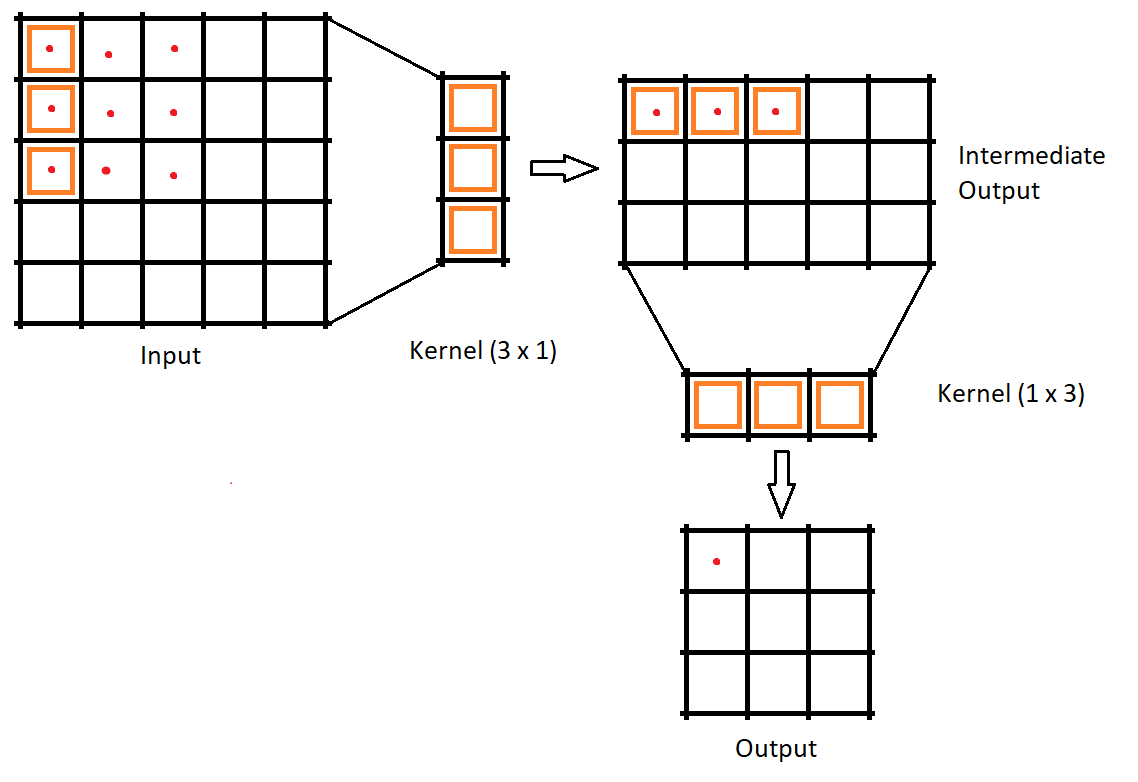 Intermediate
Output
Input
Kernel (3 x 1)
Kernel (1 x 3)
Output